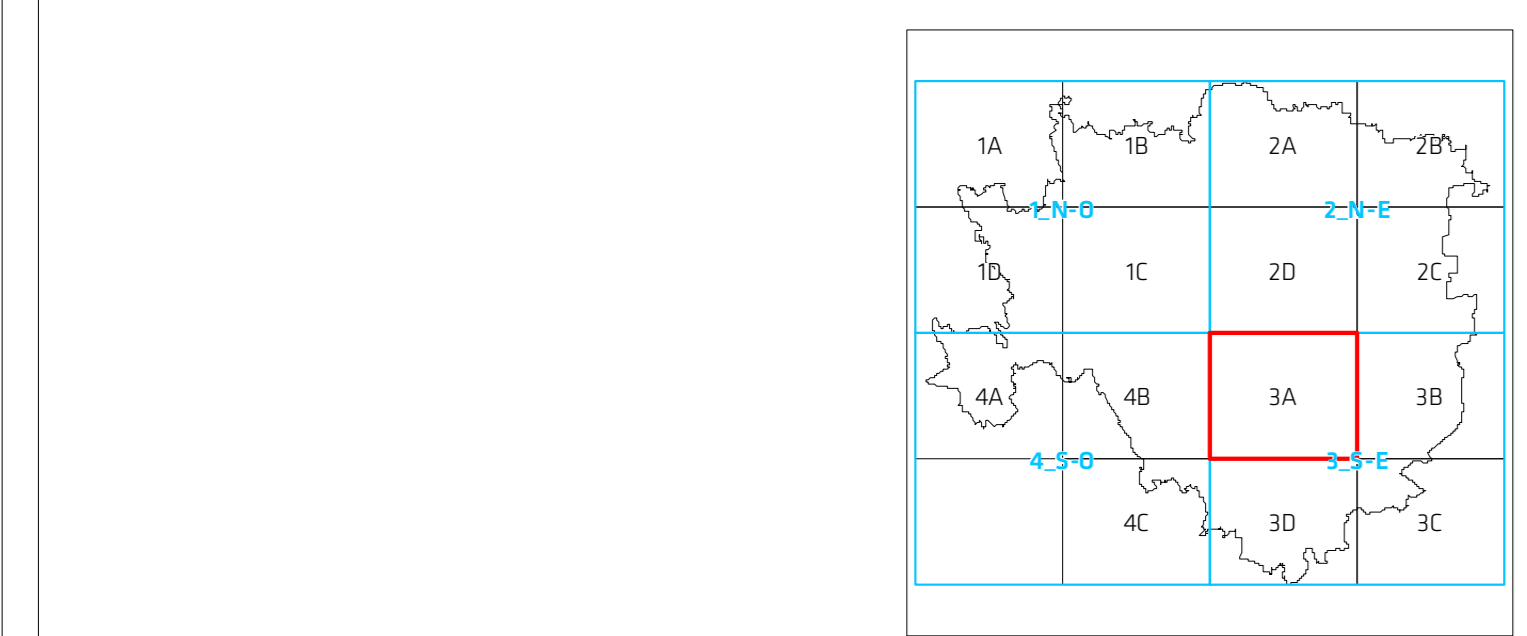 1A 1B 2A 2B
1_N-O 2_N-E
1D 1C 2D 2C
4A 4B 3A 3B
4_S-O 3_S-E
4C 3D 3C